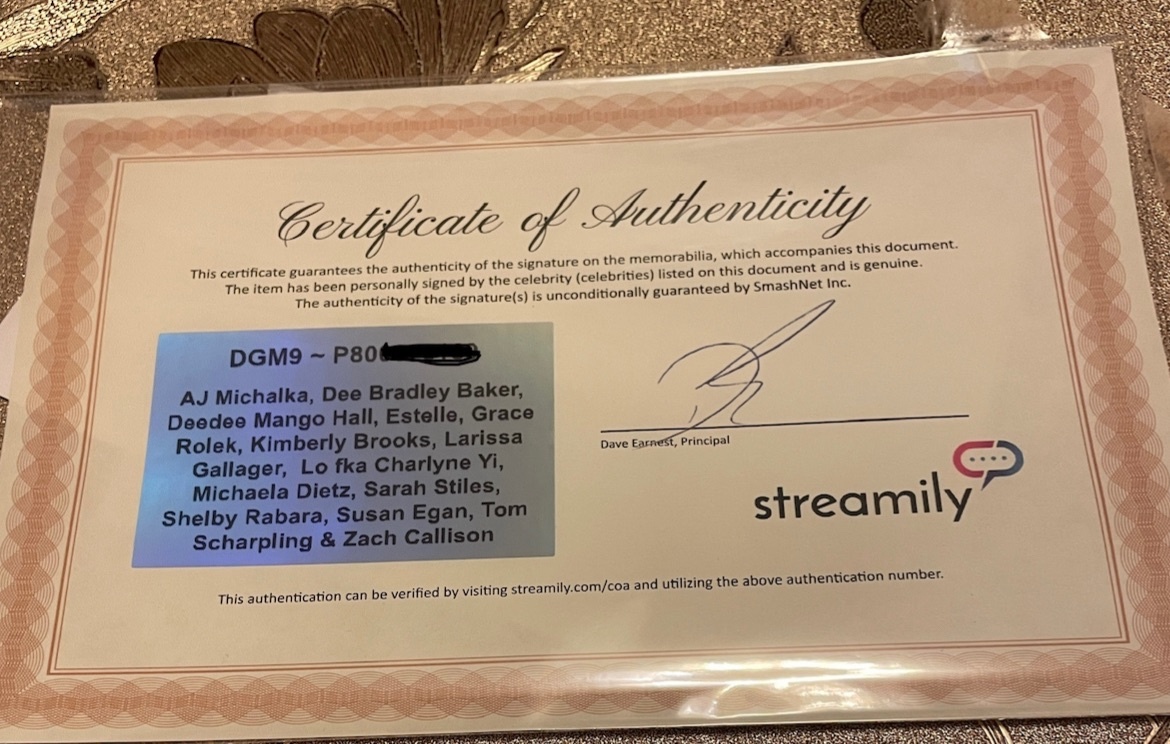 Certificate of Authenticity
This certificate guarantees the authenticity of the signature on the memorabilia, which accompanies this document.
The item has been personally signed by the celebrity (celebrities) listed on this document and is genuine.
The authenticity of the signature(s) is unconditionally guaranteed by SmashNet Inc.
DGM9 ~ P80
AJ Michalka, Dee Bradley Baker,
Deedee Mango Hall, Estelle, Grace
Rolek, Kimberly Brooks, Larissa
Gallager, Lo fka Charlyne Yi,
Michaela Dietz, Sarah Stiles,
Shelby Rabara, Susan Egan, Tom
Scharpling & Zach Callison
Dave Earnest, Principal
streamily
This authentication can be verified by visiting streamily.com/coa and utilizing the above authentication number.